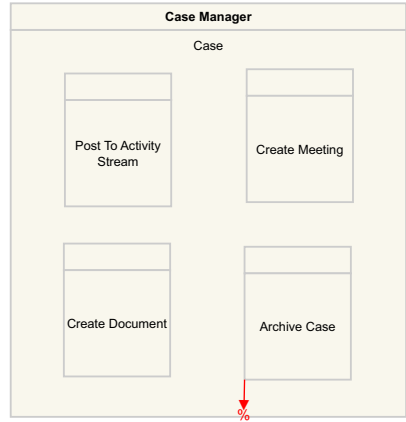 Case Manager
Case
Post To Activity
Stream
Create Meeting
Create Document
Archive Case
%